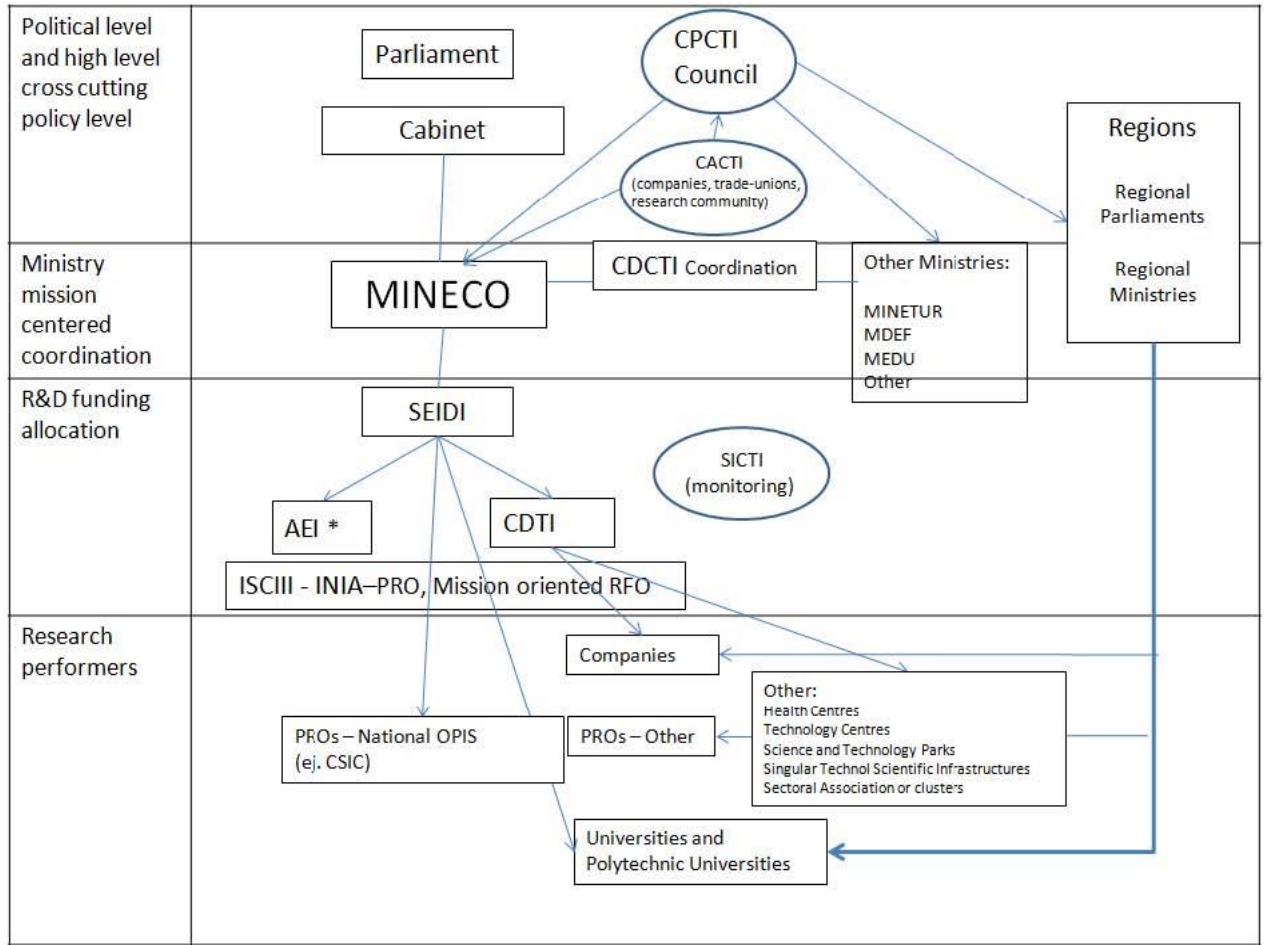 Political level
and high level
cross cutting
policy level
Parliament
Cabinet
CPCTI
Council
CACTI
(companies, trade-unions,
research community)
Regions
Regional
Parliaments
Regional
Ministries
Ministry
mission
centered
coordination
MINECO
CDCTI Coordination
Other Ministries:
MINETUR
MDEF
MEDU
Other
R&D funding
allocation
SEIDI
SICTI
(monitoring)
AEI *
CDTI
ISCIII - INIA–PRO, Mission oriented RFO
Research
performers
Companies
Other:
Health Centres
Technology Centres
Science and Technology Parks
Singular Technol Scientific Infrastructures
Sectoral Association or clusters
PROs – National OPIS
(ej. CSIC)
PROs – Other
Universities and
Polytechnic Universities